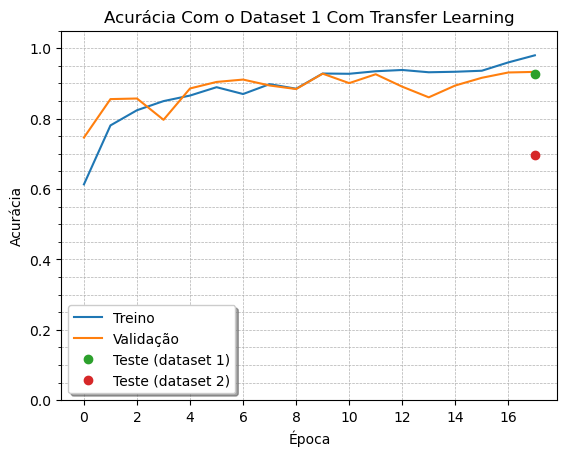 Acurácia Com o Dataset 1 Com Transfer Learning
1.0
0.8
0.6
0.4
0.2
0.0
Acurácia
Treino
Validação
Teste (dataset 1)
Teste (dataset 2)
0 2 4 6 8 10 12 14 16
Época